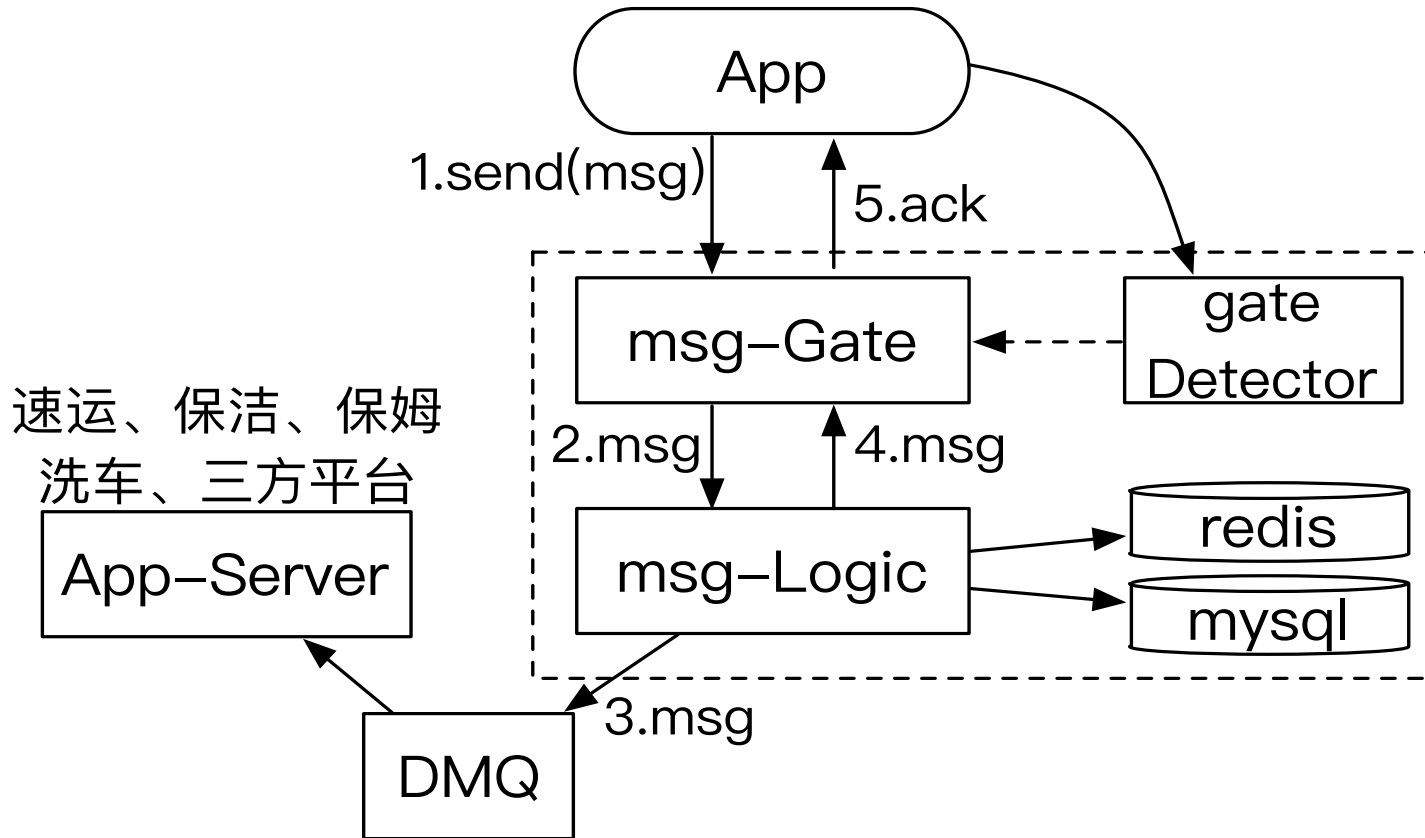 App
1.send(msg)
5.ack
msg-Gate
gate
Detector
速运、保洁、保姆
洗车、三方平台
2.msg
4.msg
App-Server
msg-Logic
redis
mysql
3.msg
DMQ